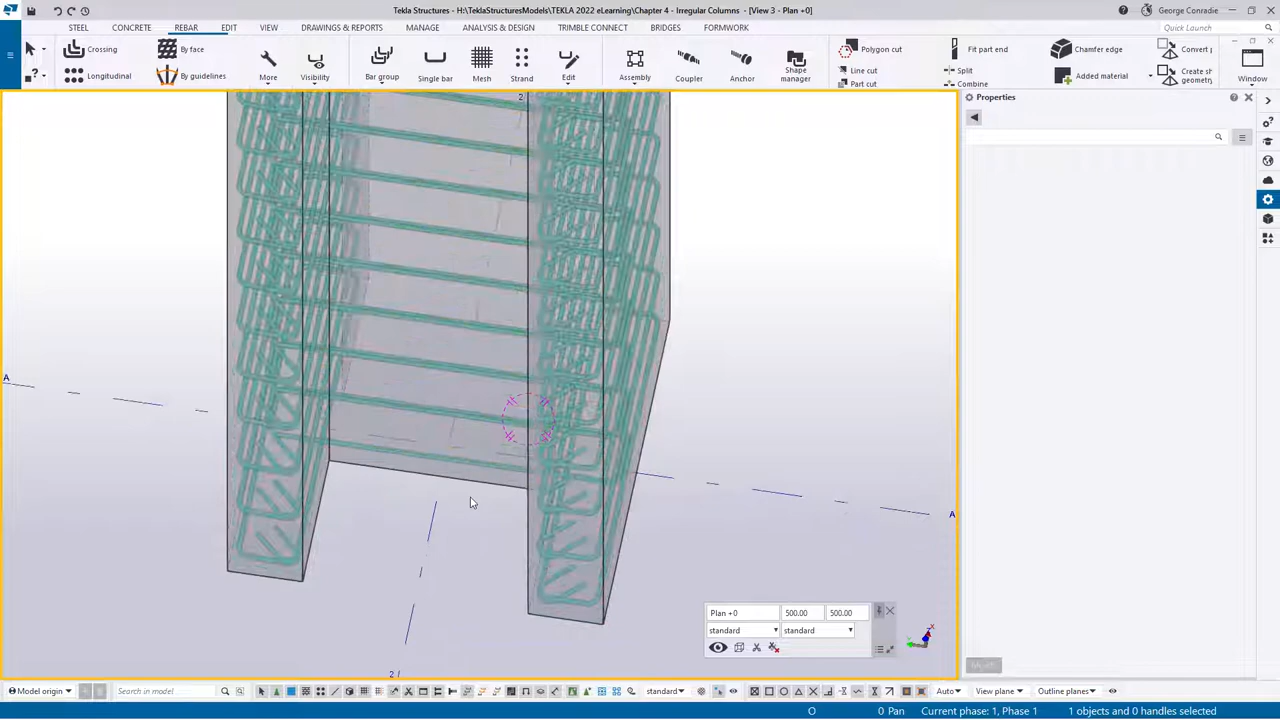 Tekla Structures - H:\TeklaStructuresModels\TEKLA 2022 eLearning\Chapter 4 - Irregular Columns - [View 3 - Plan +0]
George Conradie
STEEL CONCRETE REBAR EDIT VIEW DRAWINGS & REPORTS MANAGE ANALYSIS & DESIGN TRIMBLE CONNECT BRIDGES FORMWORK
Quick Launch
Crossing
By face
Longitudinal
By guidelines
More
Visibility
Bar group
Single bar
Mesh
Strand
Edit
Assembly
Coupler
Anchor
Shape manager
Polygon cut
Line cut
Part cut
Fit part end
Split
Combine
Chamfer edge
Added material
Convert
Create sh
geometry
Window
Properties
2
A
A
2
Plan +0 500.00 500.00
standard standard
Modify
Model origin Search in model standard Auto View plane Outline planes
O 0 Pan Current phase: 1, Phase 1 1 objects and 0 handles selected